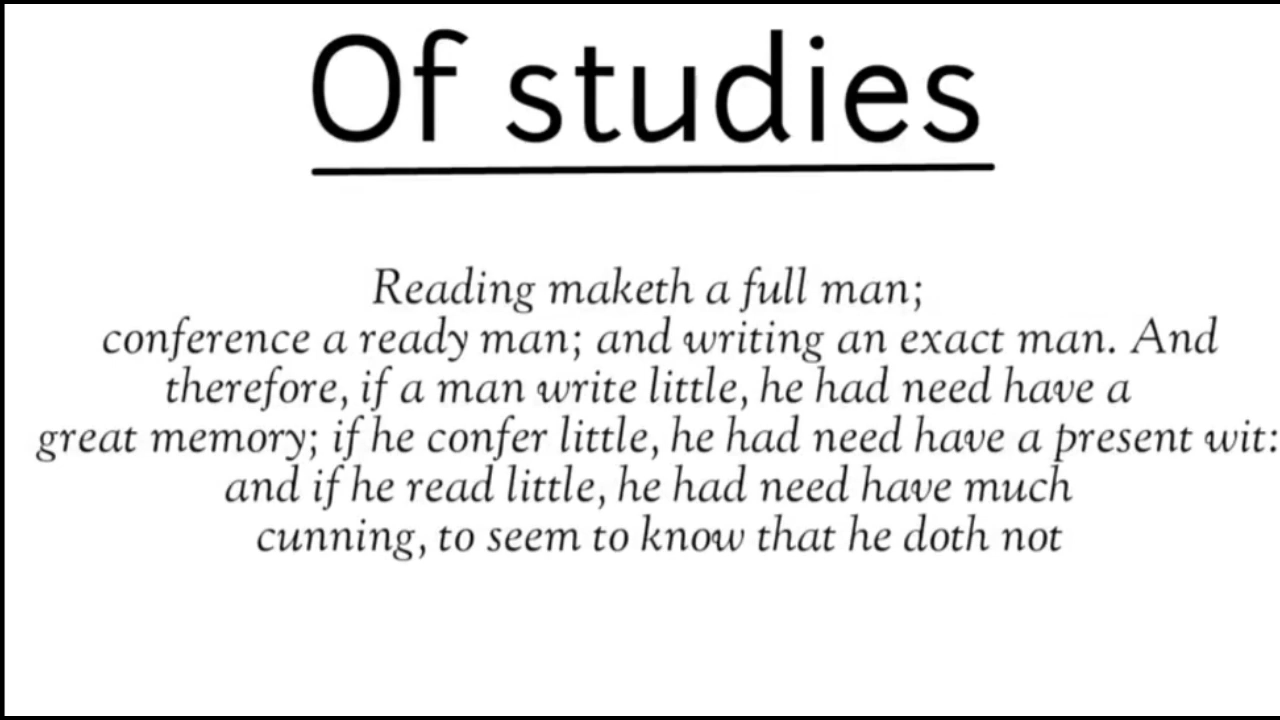 Of studies
Reading maketh a full man;
conference a ready man; and writing an exact man. And
therefore, if a man write little, he had need have a
great memory; if he confer little, he had need have a present wit:
and if he read little, he had need have much
cunning, to seem to know that he doth not